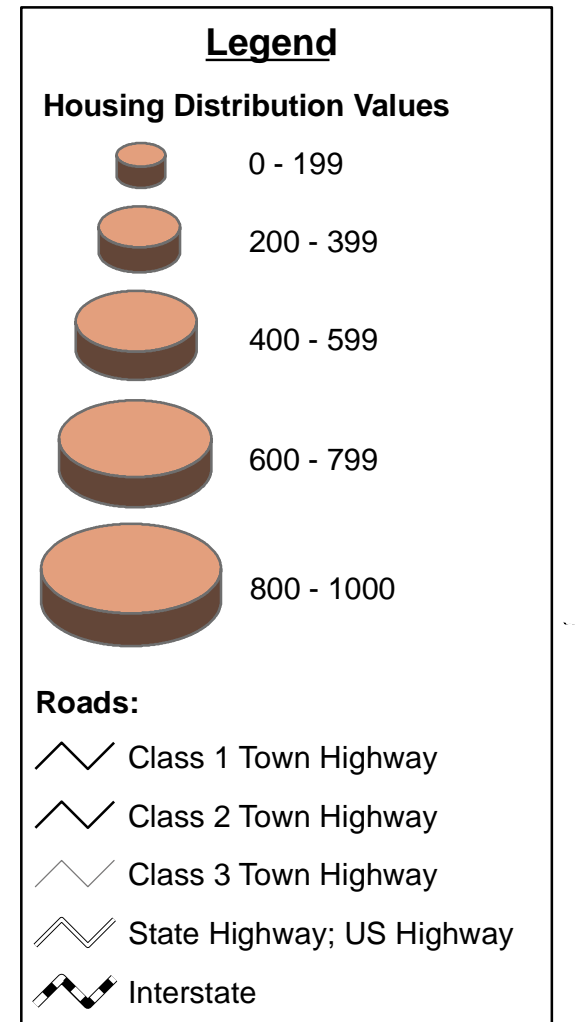 Legend
Housing Distribution Values
0 - 199
200 - 399
400 - 599
600 - 799
800 - 1000
Roads:
Class 1 Town Highway
Class 2 Town Highway
Class 3 Town Highway
State Highway; US Highway
Interstate